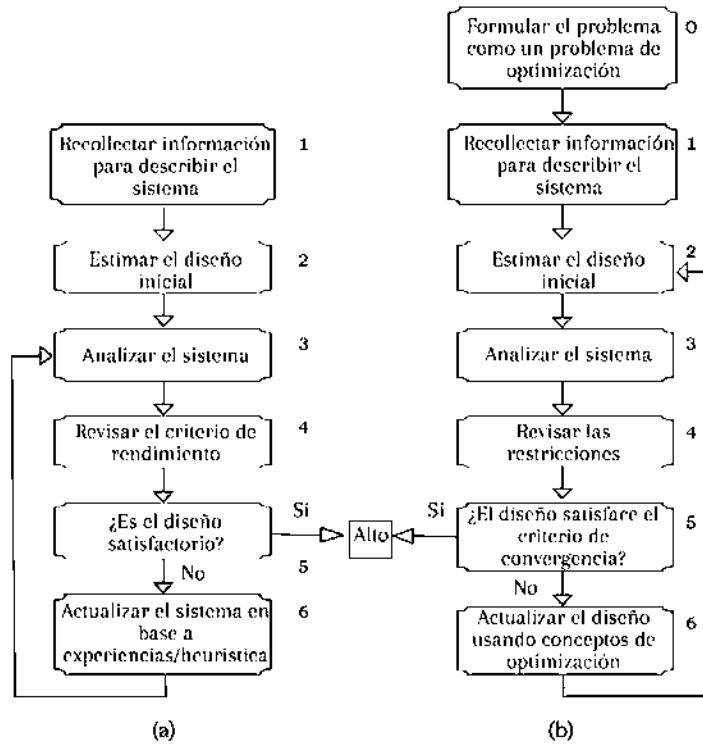 Formular el problema
como un problema de
optimización
0
Recollectar información
para describir el
sistema
1
Recollectar información
para describir el
sistema
1
Estimar el diseño
inicial
2
Estimar el diseño
inicial
2
Analizar el sistema
3
Analizar el sistema
3
Revisar el criterio de
rendimiento
4
Revisar las
restricciones
4
¿Es el diseño
satisfactorio?
Si
5
Alto
Si
¿El diseño satisface el
criterio de
convergencia?
5
No
No
Actualizar el sistema en
base a
experiencias/heuristica
6
Actualizar el diseño
usando conceptos de
optimización
6
(a)
(b)